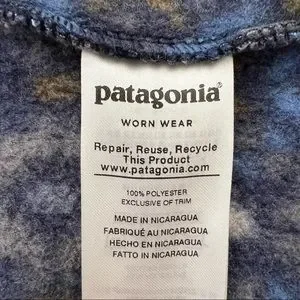 patagonia®
WORN WEAR
Repair, Reuse, Recycle
This Product
www.patagonia.com
100% POLYESTER
EXCLUSIVE OF TRIM
MADE IN NICARAGUA
FABRIQUÉ AU NICARAGUA
HECHO EN NICARAGUA
FATTO IN NICARAGUA